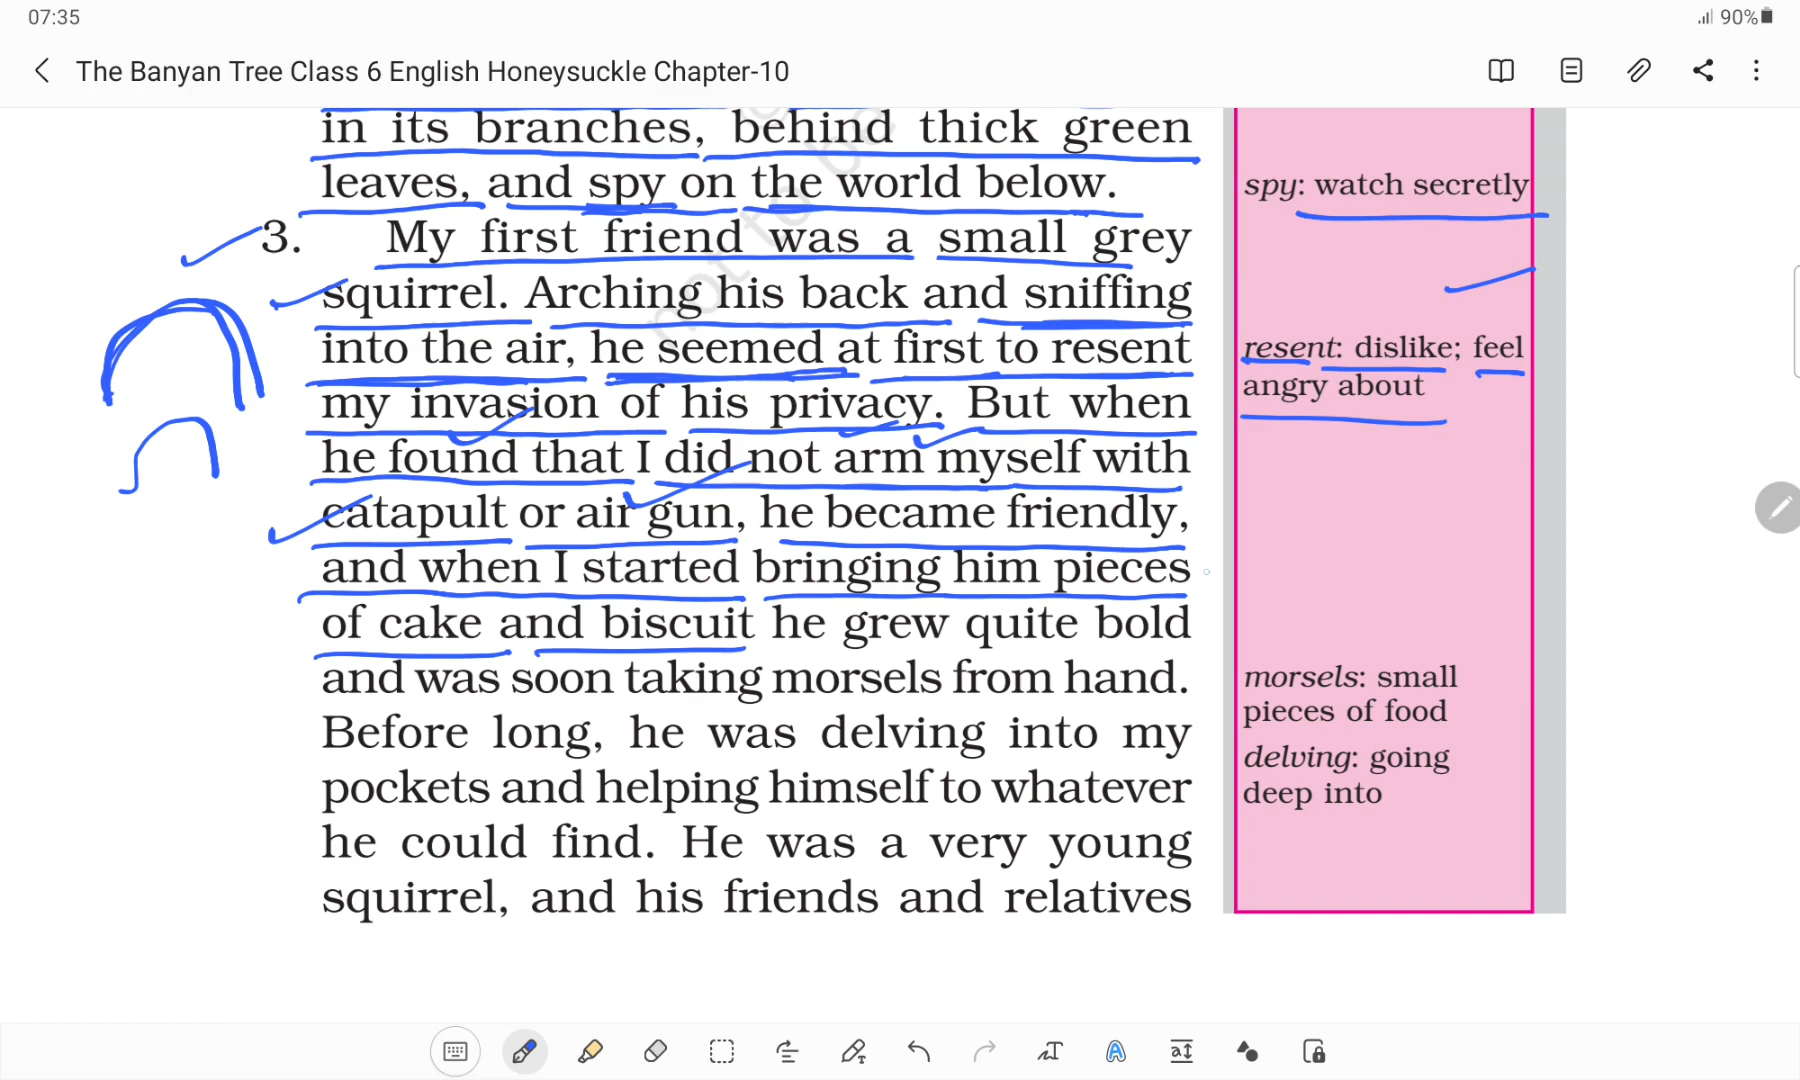 07:35
90%
The Banyan Tree Class 6 English Honeysuckle Chapter-10
in its branches, behind thick green
leaves, and spy on the world below.
spy: watch secretly
3. My first friend was a small grey
squirrel. Arching his back and sniffing
into the air, he seemed at first to resent
my invasion of his privacy. But when
he found that I did not arm myself with
catapult or air gun, he became friendly,
and when I started bringing him pieces
of cake and biscuit he grew quite bold
and was soon taking morsels from hand.
Before long, he was delving into my
pockets and helping himself to whatever
he could find. He was a very young
squirrel, and his friends and relatives
resent: dislike; feel
angry about
morsels: small
pieces of food
delving: going
deep into
not to be